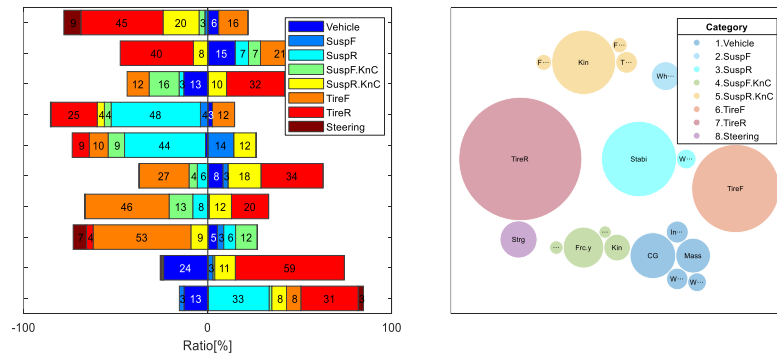 9 45 20 3 6 16
40 8 15 7 7 21
12 16 3 13 10 32
25 4 4 48 4 3 12
9 10 9 44 14 12
27 4 6 8 3 18 34
46 13 8 12 20
7 4 53 9 5 3 6 12
24 3 11 59
3 13 33 8 8 31 3
Vehicle
SuspF
SuspR
SuspF.KnC
SuspR.KnC
TireF
TireR
Steering
-100 0 100
Ratio[%]
Category
1.Vehicle
2.SuspF
3.SuspR
4.SuspF.KnC
5.SuspR.KnC
6.TireF
7.TireR
8.Steering
F···
F··· Kin T···
Wh···
TireR Stabi W···
TireF
Strg
··· Frc.y ··· Kin
In···
CG Mass
W··· W···